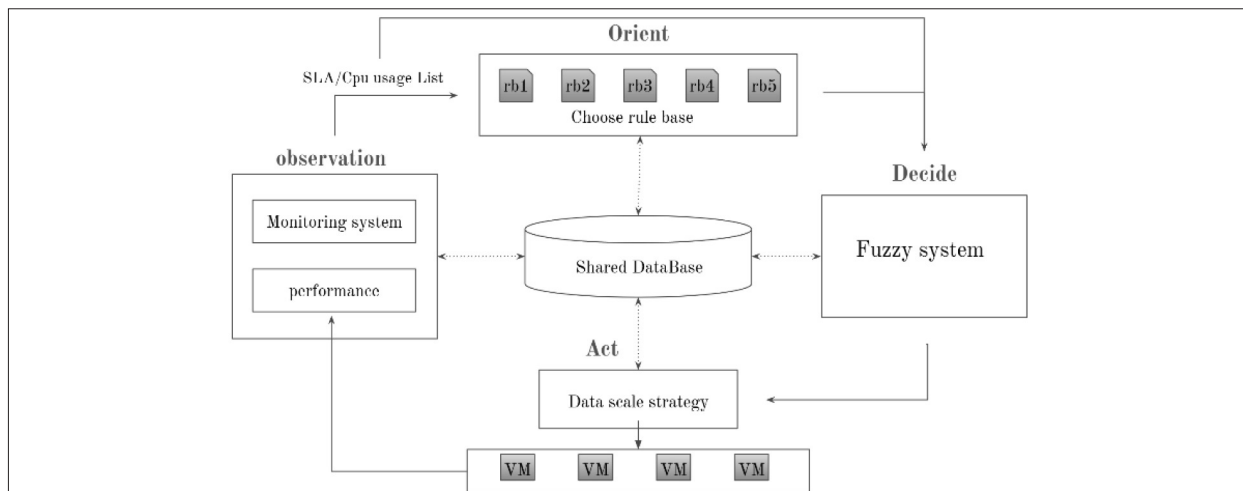 Orient
SLA/Cpu usage List
rb1 rb2 rb3 rb4 rb5
Choose rule base
observation
Decide
Monitoring system
Fuzzy system
Shared DataBase
performance
Act
Data scale strategy
VM VM VM VM